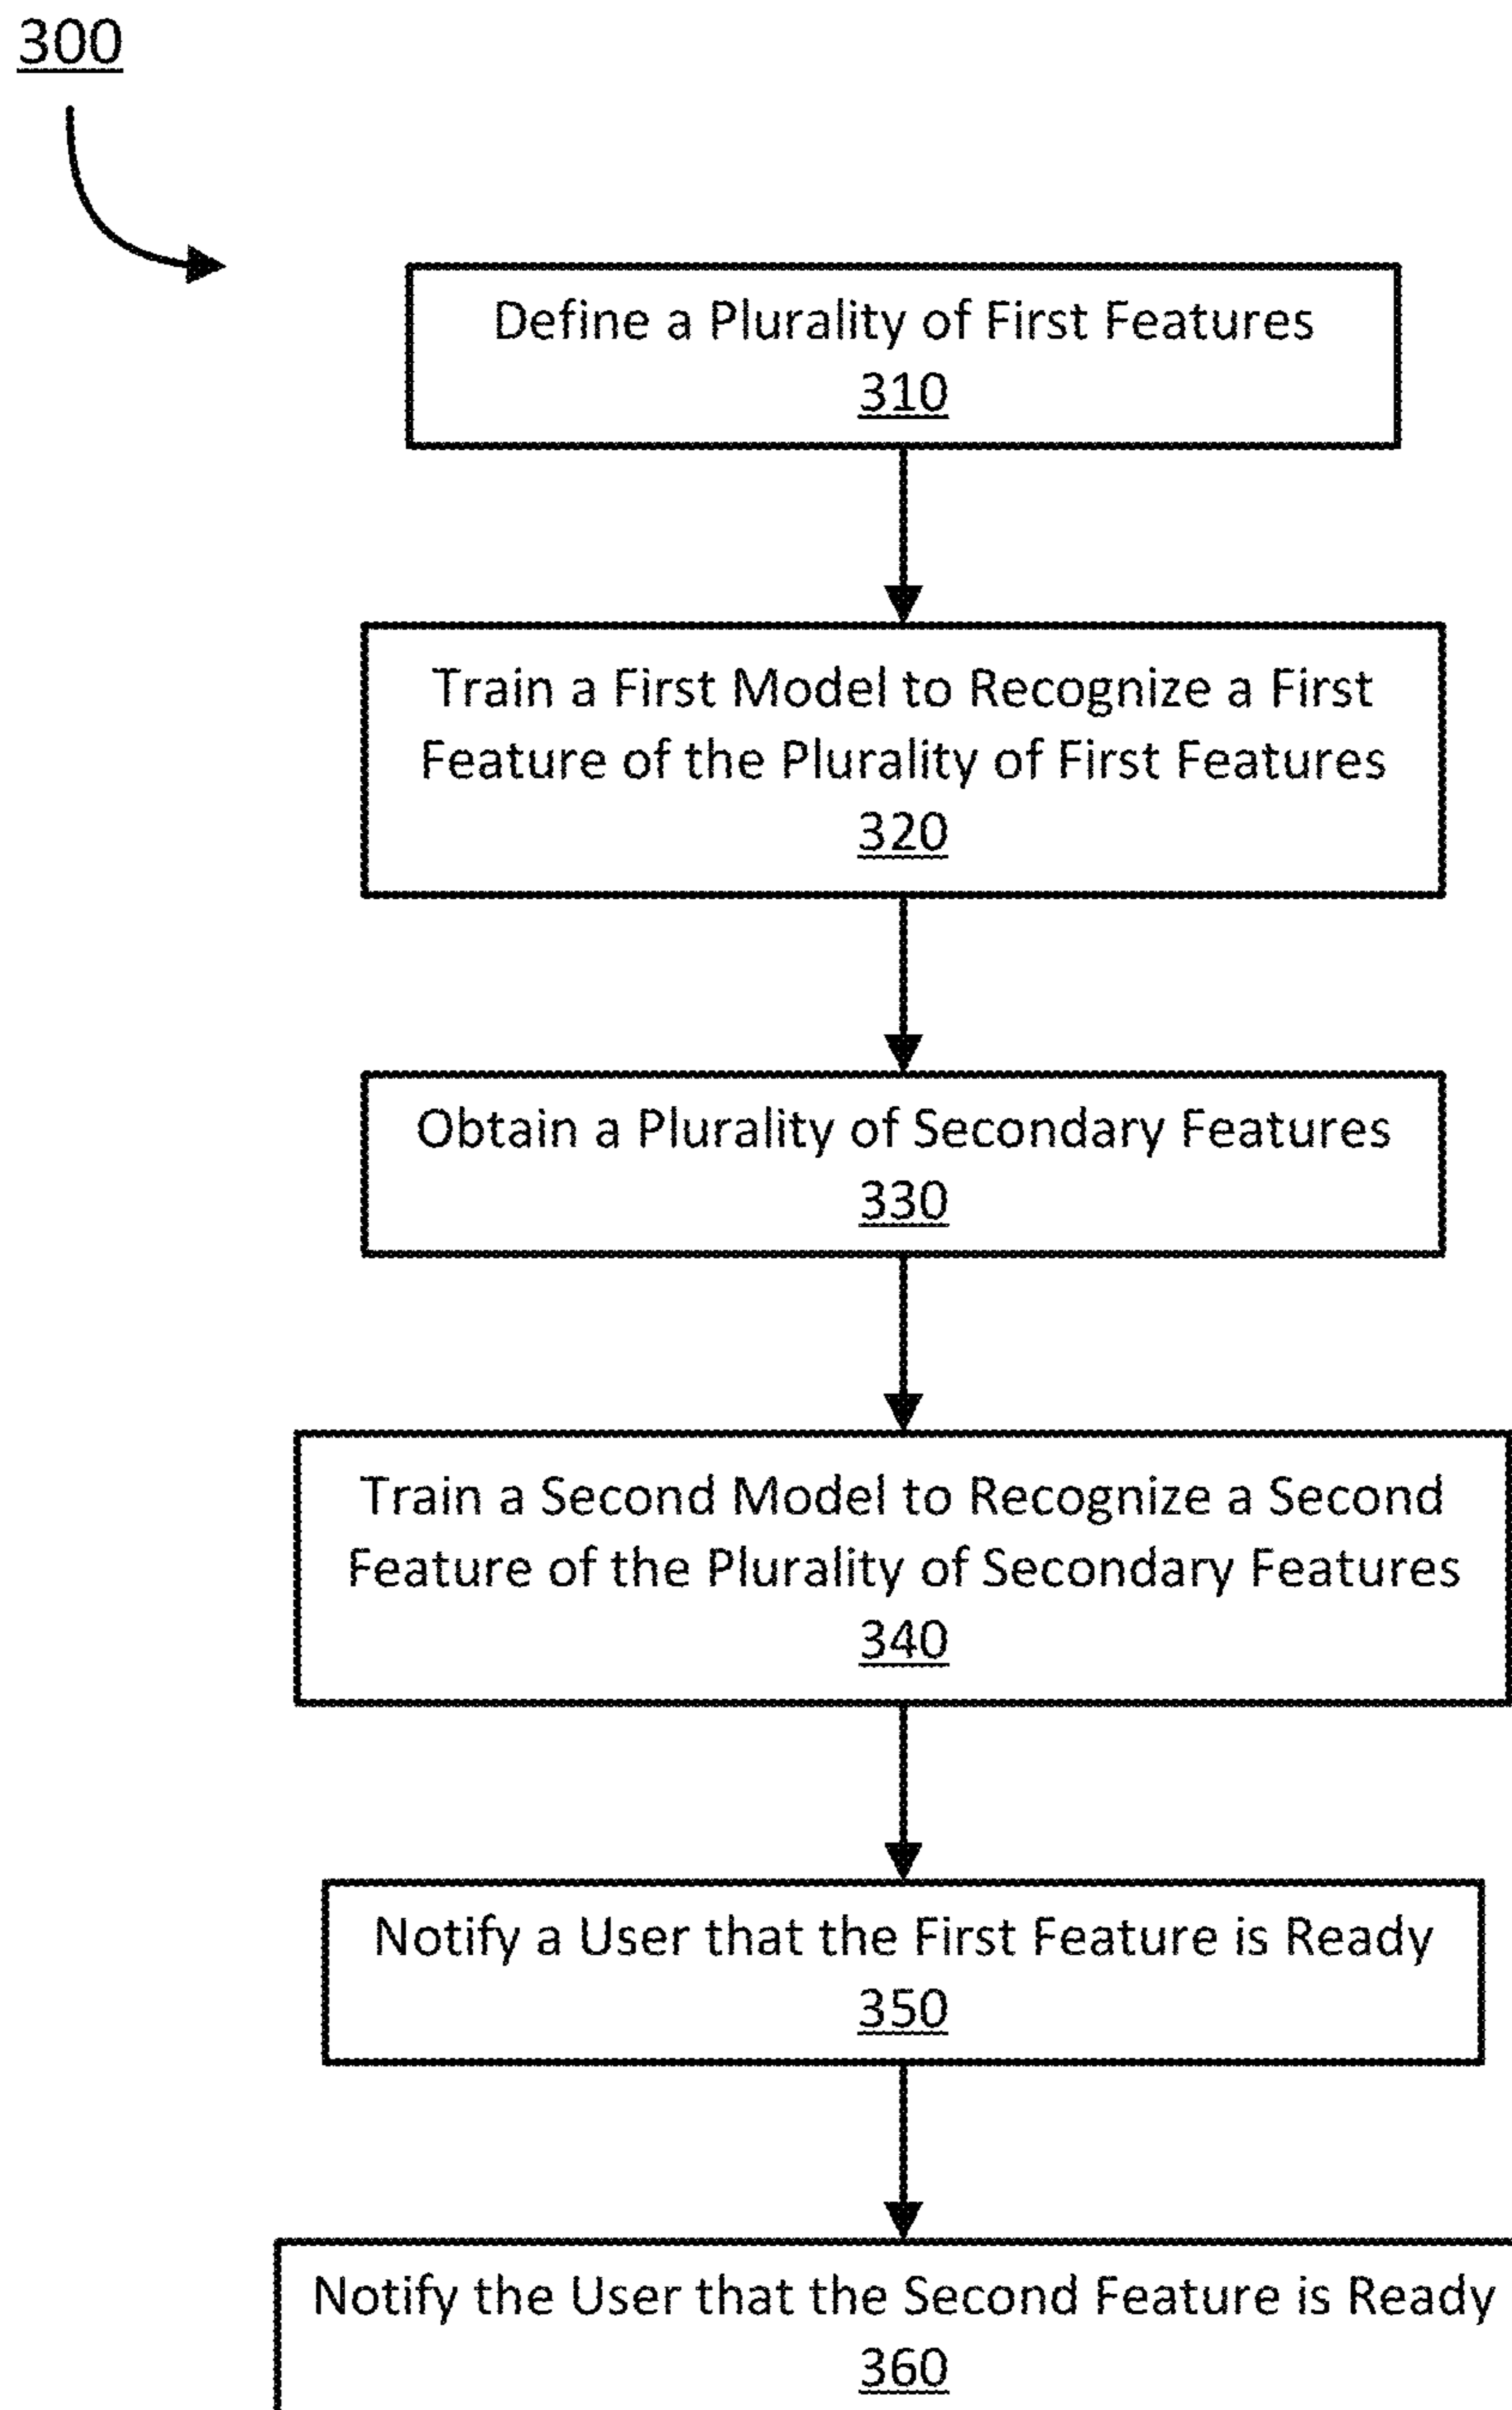 300
Define a Plurality of First Features
310
Train a First Model to Recognize a First
Feature of the Plurality of First Features
320
Obtain a Plurality of Secondary Features
330
Train a Second Model to Recognize a Second
Feature of the Plurality of Secondary Features
340
Notify a User that the First Feature is Ready
350
Notify the User that the Second Feature is Ready
360